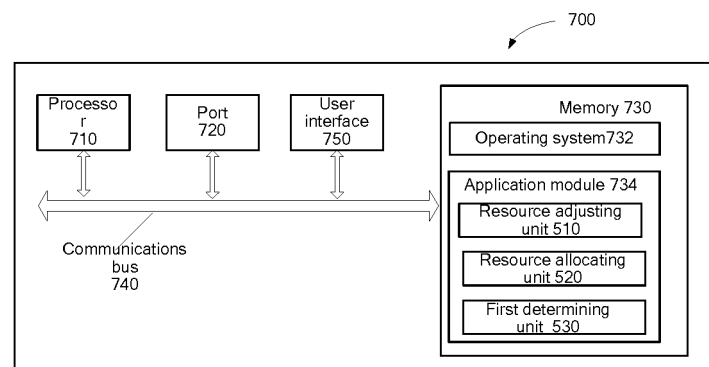 700
Processo
r
710
Port
720
User
interface
750
Memory 730
Operating system732
Application module 734
Resource adjusting
unit 510
Resource allocating
unit 520
First determining
unit 530
Communications
bus
740